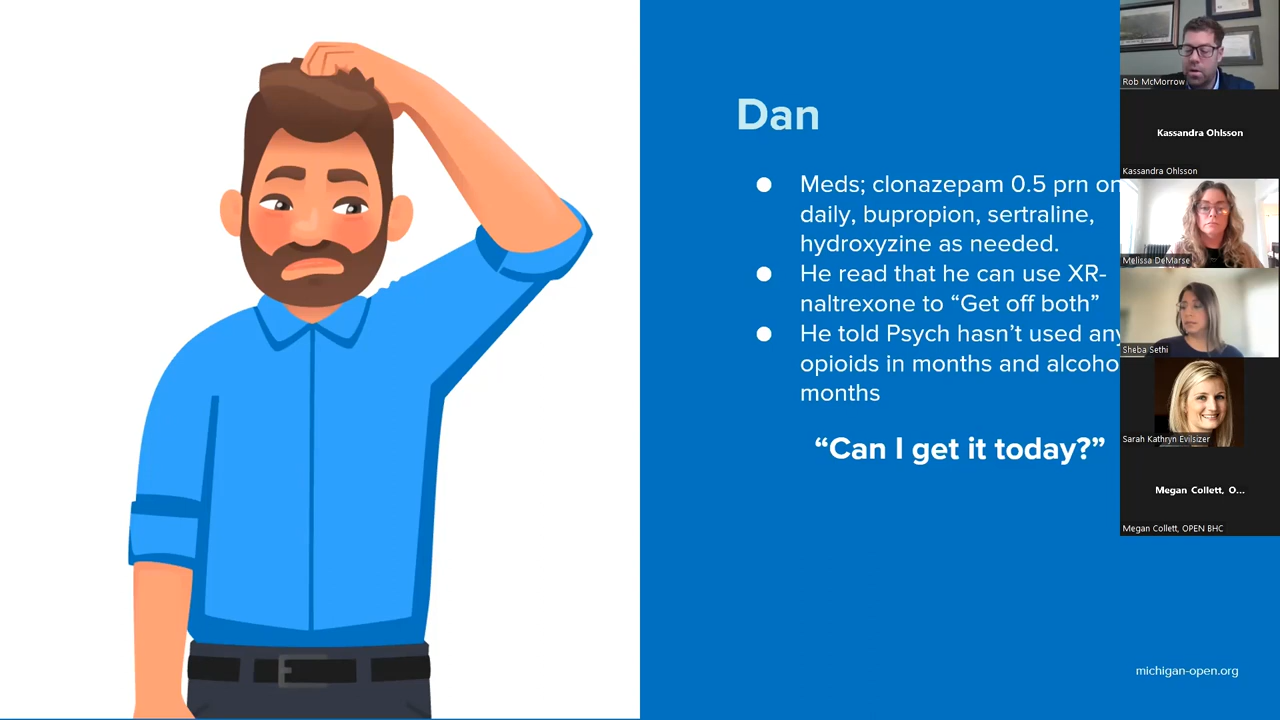 Dan
● Meds; clonazepam 0.5 prn on
daily, bupropion, sertraline,
hydroxyzine as needed.
● He read that he can use XR-
naltrexone to “Get off both”
● He told Psych hasn’t used any
opioids in months and
months
“Can I get it today?”
michigan-open.org
Rob McMorrow
Kassandra Ohlsson
Kassandra Ohlsson
Melissa DeMarse
Sheba Sethi
Sarah Kathryn Evilsizer
Megan Collett, O...
Megan Collett, OPEN BHC